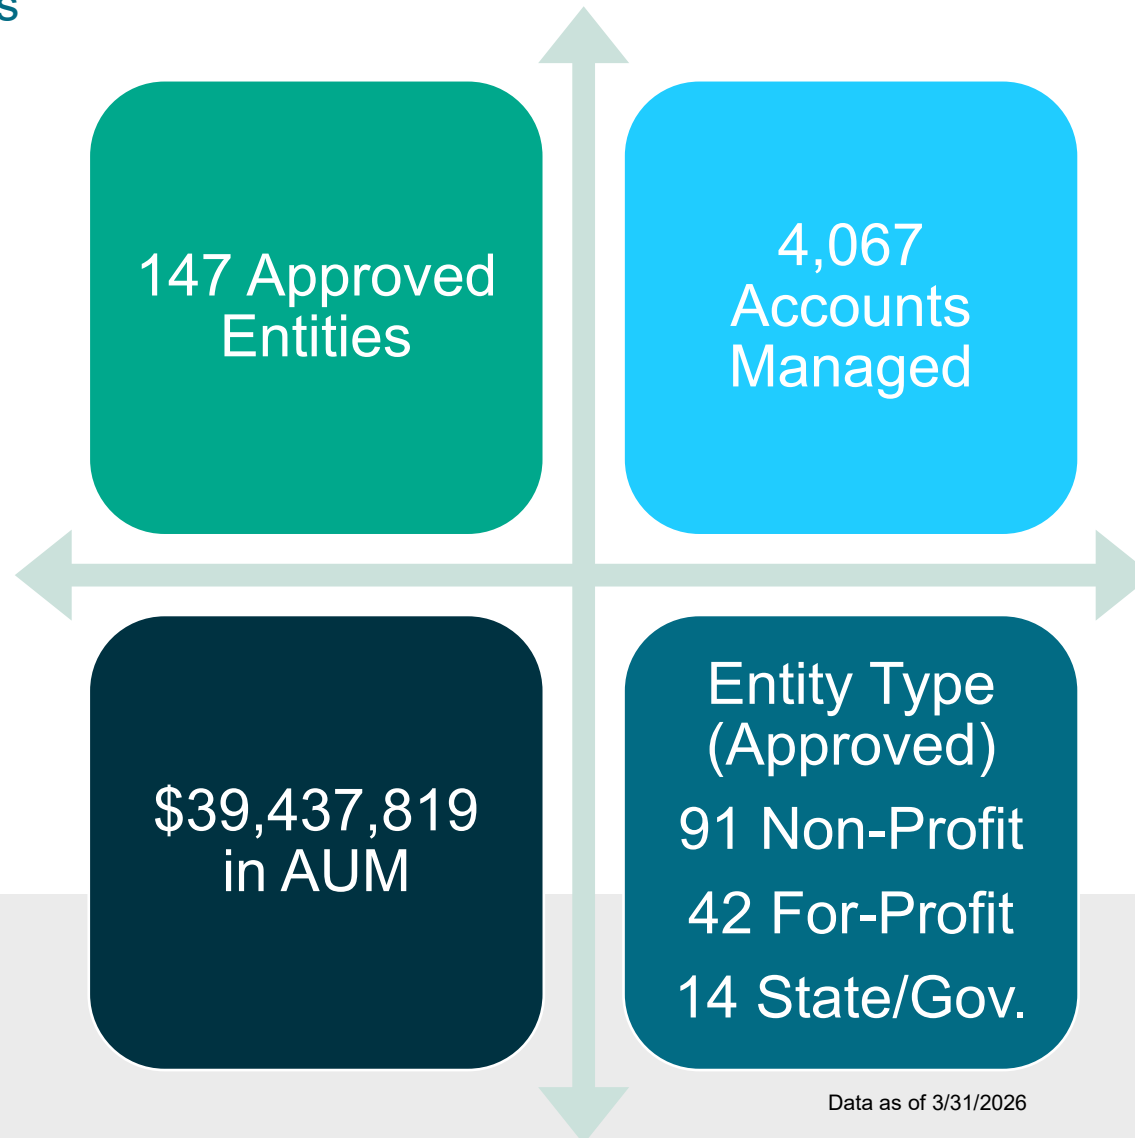 s
147 Approved
Entities
4,067
Accounts
Managed
$39,437,819
in AUM
Entity Type
(Approved)
91 Non-Profit
42 For-Profit
14 State/Gov.
Data as of 3/31/2026